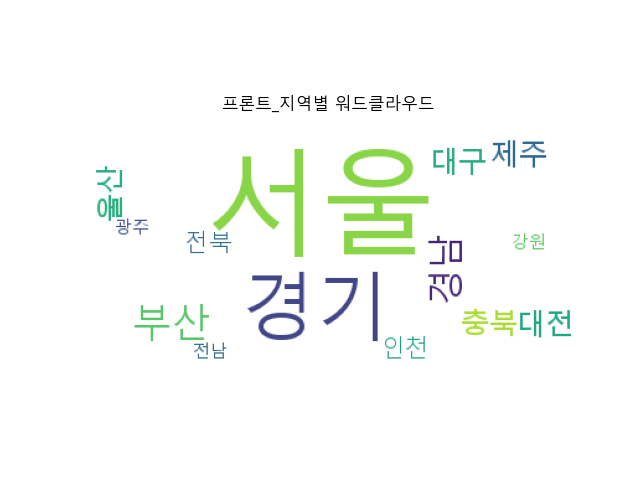 프론트_지역별 워드클라우드
서울
대구
제주
울산
광주
전북
강원
경남
경기
부산
충북
대전
전남
인천